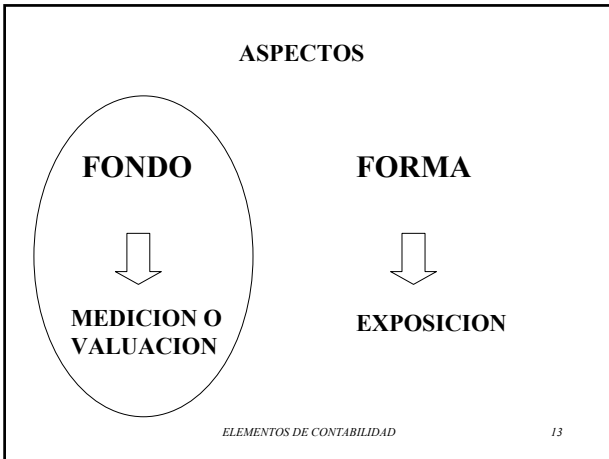 ASPECTOS
FONDO
FORMA
MEDICION O
VALUACION
EXPOSICION
ELEMENTOS DE CONTABILIDAD
13